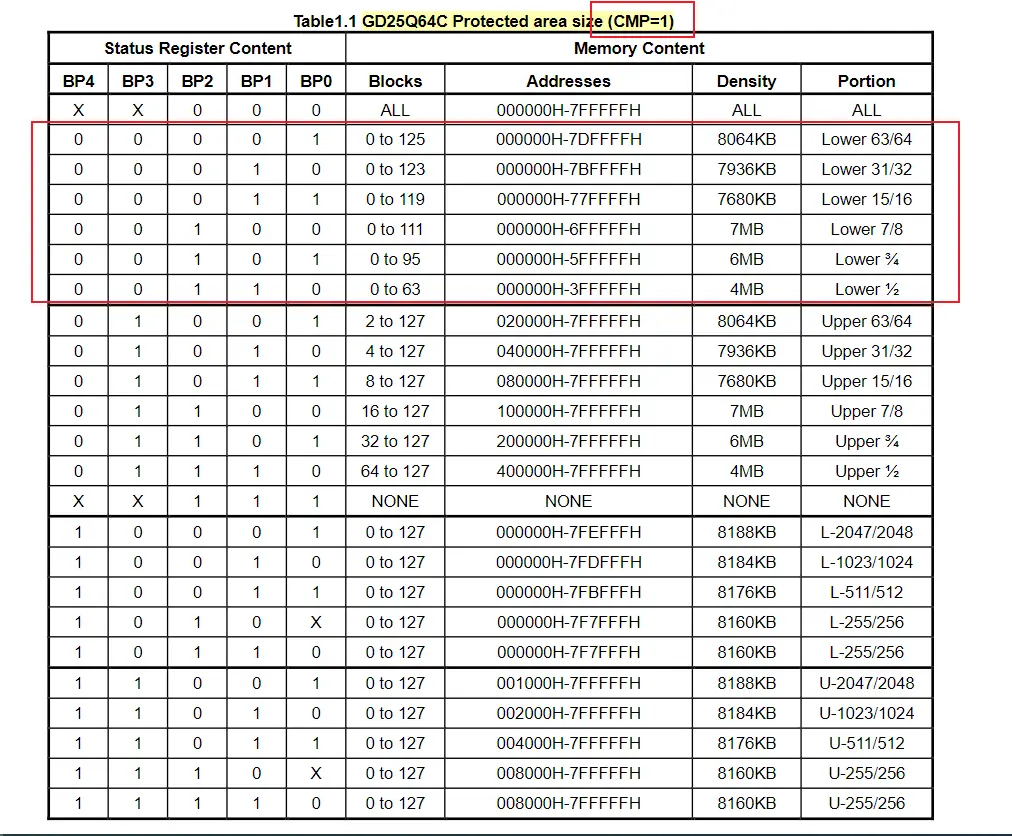 Table1.1 GD25Q64C Protected area size (CMP=1)
Status Register Content Memory Content
BP4 BP3 BP2 BP1 BP0 Blocks Addresses Density Portion
X X 0 0 0 ALL 000000H-7FFFFFH ALL ALL
0 0 0 0 1 0 to 125 000000H-7DFFFFH 8064KB Lower 63/64
0 0 0 1 0 0 to 123 000000H-7BFFFFH 7936KB Lower 31/32
0 0 0 1 1 0 to 119 000000H-77FFFFH 7680KB Lower 15/16
0 0 1 0 0 0 to 111 000000H-6FFFFFH 7MB Lower 7/8
0 0 1 0 1 0 to 95 000000H-5FFFFFH 6MB Lower ¾
0 0 1 1 0 0 to 63 000000H-3FFFFFH 4MB Lower ½
0 1 0 0 1 2 to 127 020000H-7FFFFFH 8064KB Upper 63/64
0 1 0 1 0 4 to 127 040000H-7FFFFFH 7936KB Upper 31/32
0 1 0 1 1 8 to 127 080000H-7FFFFFH 7680KB Upper 15/16
0 1 1 0 0 16 to 127 100000H-7FFFFFH 7MB Upper 7/8
0 1 1 0 1 32 to 127 200000H-7FFFFFH 6MB Upper ¾
0 1 1 1 0 64 to 127 400000H-7FFFFFH 4MB Upper ½
X X 1 1 1 NONE NONE NONE NONE
1 0 0 0 1 0 to 127 000000H-7FEFFFH 8188KB L-2047/2048
1 0 0 1 0 0 to 127 000000H-7FDFFFH 8184KB L-1023/1024
1 0 0 1 1 0 to 127 000000H-7FBFFFH 8176KB L-511/512
1 0 1 0 X 0 to 127 000000H-7F7FFFH 8160KB L-255/256
1 0 1 1 0 0 to 127 000000H-7F7FFFH 8160KB L-255/256
1 1 0 0 1 0 to 127 001000H-7FFFFFH 8188KB U-2047/2048
1 1 0 1 0 0 to 127 002000H-7FFFFFH 8184KB U-1023/1024
1 1 0 1 1 0 to 127 004000H-7FFFFFH 8176KB U-511/512
1 1 1 0 X 0 to 127 008000H-7FFFFFH 8160KB U-255/256
1 1 1 1 0 0 to 127 008000H-7FFFFFH 8160KB U-255/256